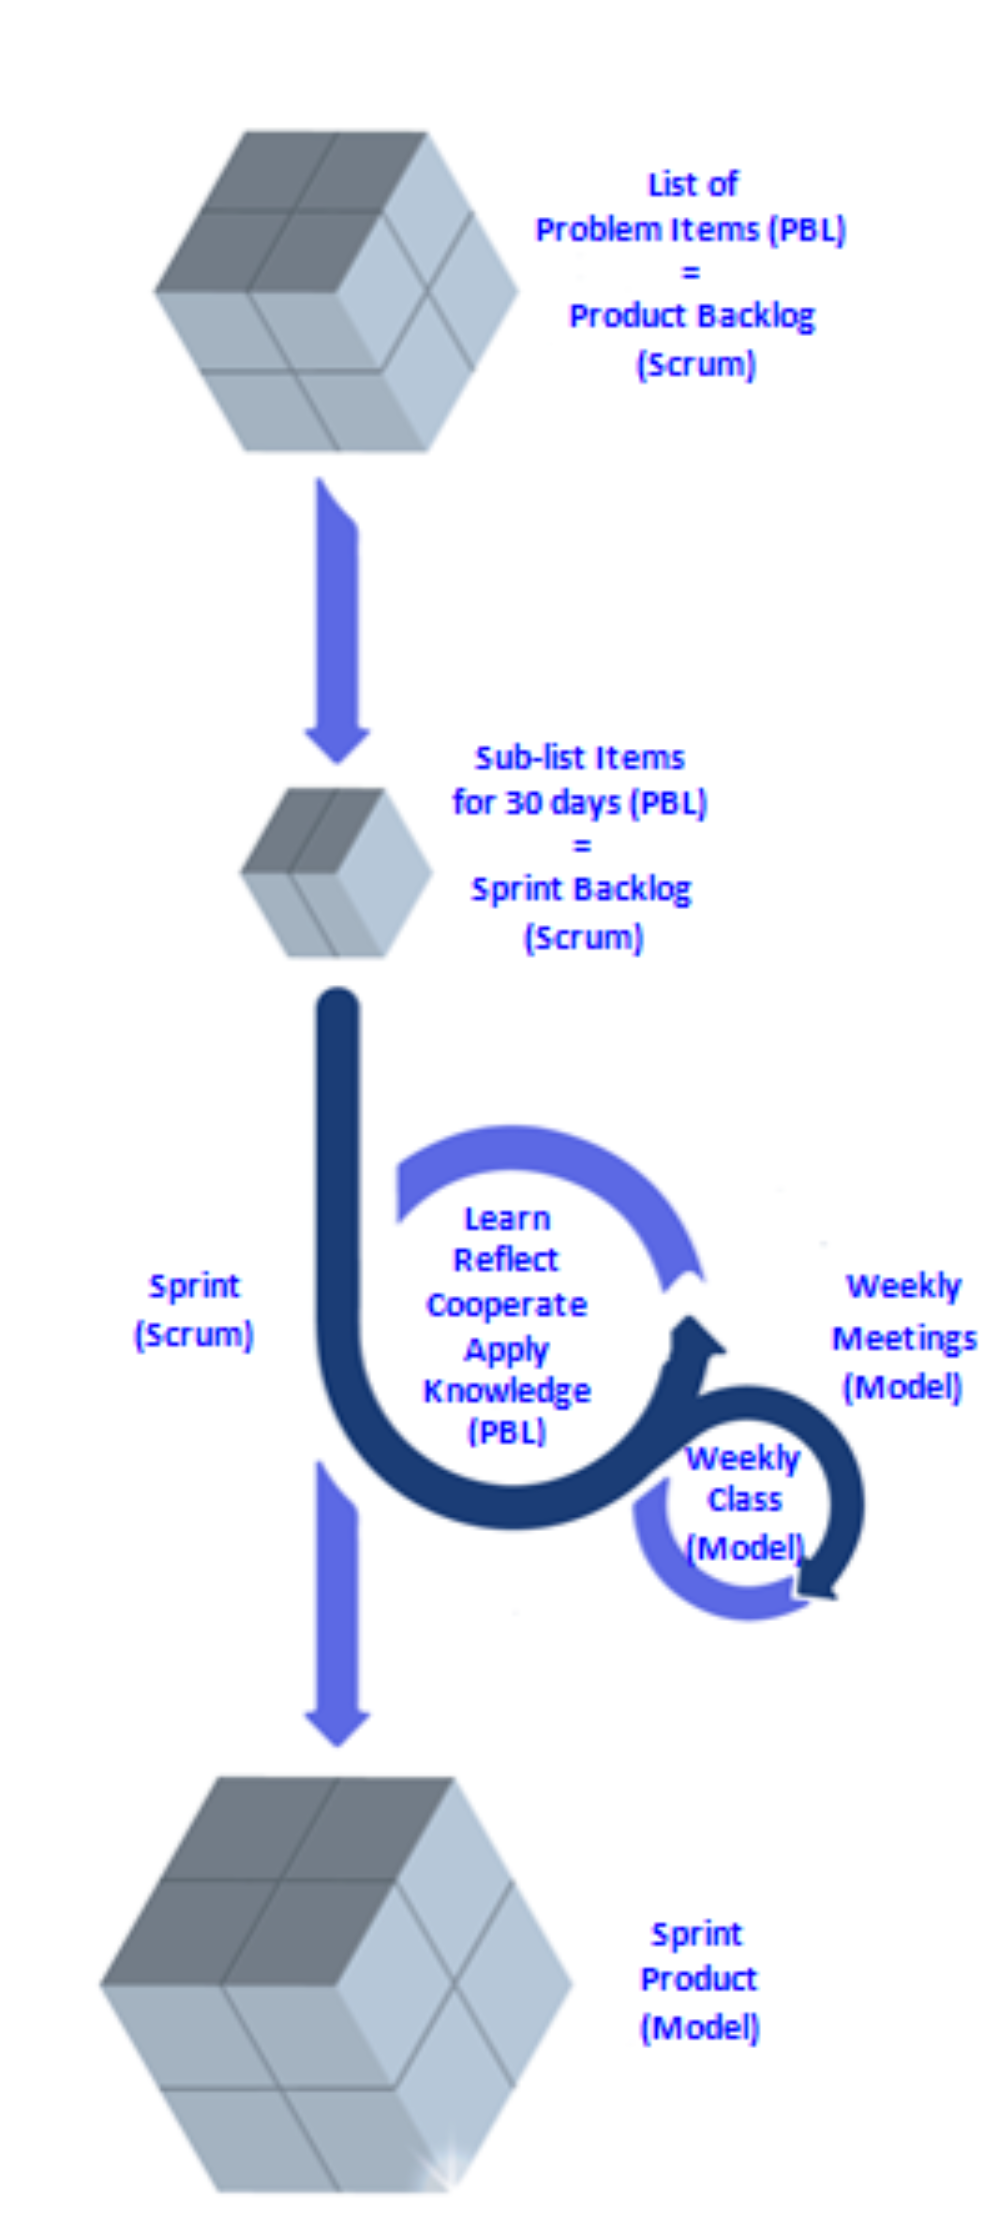 List of
Problem Items (PBL)
=
Product Backlog
(Scrum)
Sub-list Items
for 30 days (PBL)
=
Sprint Backlog
(Scrum)
Learn
Reflect
Cooperate
Apply
Knowledge
(PBL)
Sprint
(Scrum)
Weekly
Meetings
(Model)
Weekly
Class
(Model)
Sprint
Product
(Model)